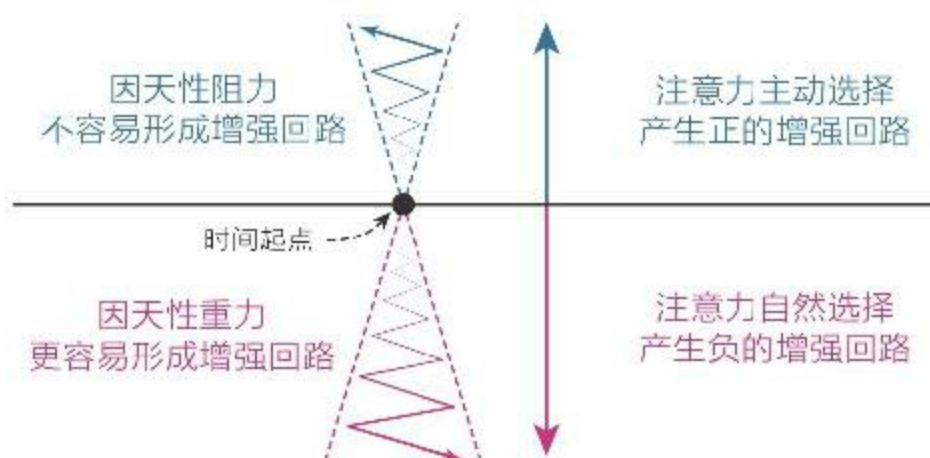 因天性阻力
不容易形成增强回路
注意力主动选择
产生正的增强回路
时间起点
因天性重力
更容易形成增强回路
注意力自然选择
产生负的增强回路